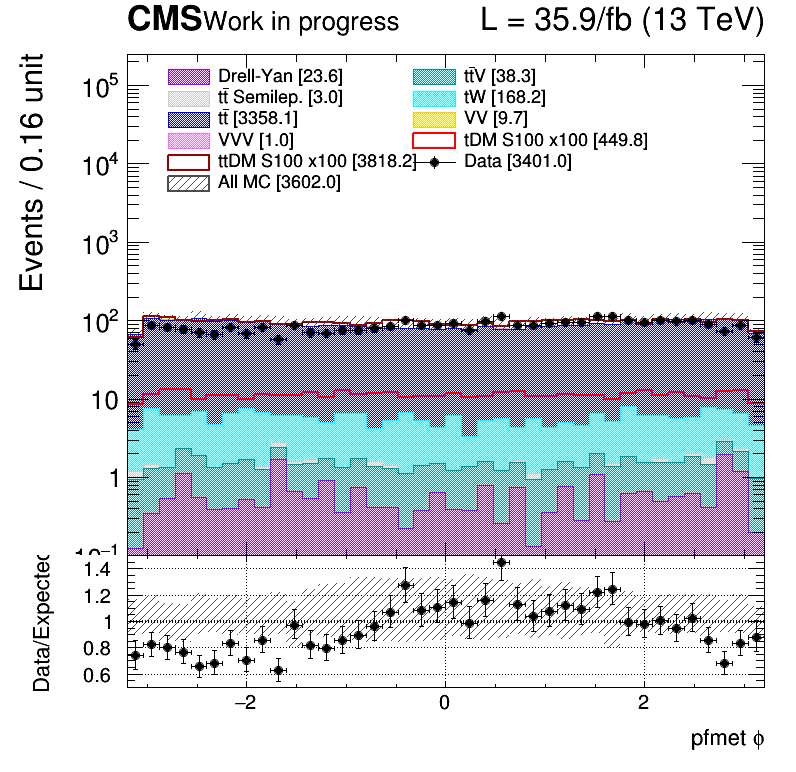 CMS Work in progress L = 35.9/fb (13 TeV)
Events / 0.16 unit
10⁵
10⁴
10³
10²
10
1
10⁻¹
Drell-Yan [23.6]
tt̄V [38.3]
tt̄ Semilep. [3.0]
tW [168.2]
tt̄ [3358.1]
VV [9.7]
VVV [1.0]
tDM S100 x100 [449.8]
ttDM S100 x100 [3818.2]
Data [3401.0]
All MC [3602.0]
Data/Expected
1.4
1.2
1
0.8
0.6
−2 0 2
pfmet ϕ